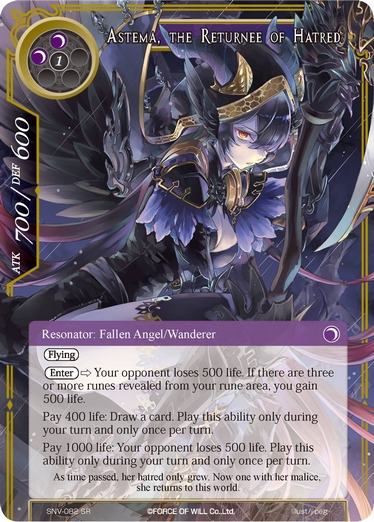 Astema, the Returnee of Hatred
1
ATK 700 / DEF 600
Resonator: Fallen Angel/Wanderer
Flying
Enter ⇨ Your opponent loses 500 life. If there are three
or more runes revealed from your rune area, you gain
500 life.
Pay 400 life: Draw a card. Play this ability only during
your turn and only once per turn.
Pay 1000 life: Your opponent loses 500 life. Play this
ability only during your turn and only once per turn.
As time passed, her hatred only grew. Now one with her malice,
she returns to this world.
SNV-082 SR
©FORCE OF WILL Co.,Ltd.